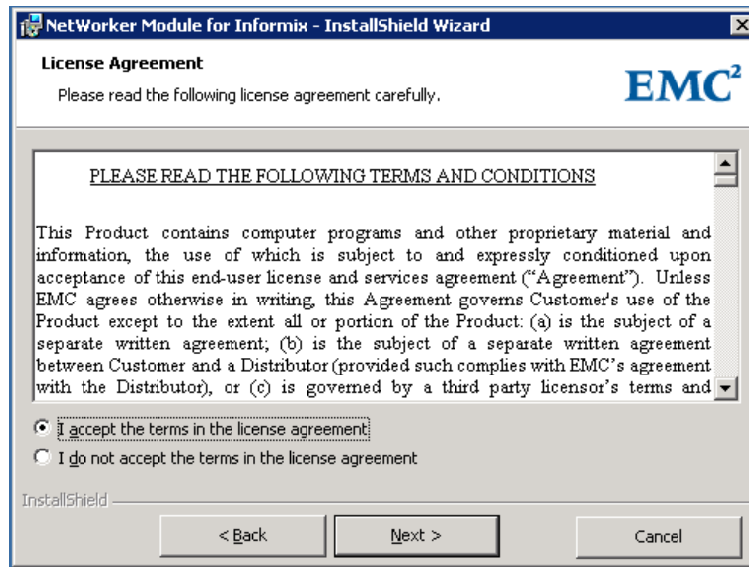 NetWorker Module for Informix - InstallShield Wizard
License Agreement
Please read the following license agreement carefully.
EMC²
PLEASE READ THE FOLLOWING TERMS AND CONDITIONS
This Product contains computer programs and other proprietary material and
information, the use of which is subject to and expressly conditioned upon
acceptance of this end-user license and services agreement (“Agreement”). Unless
EMC agrees otherwise in writing, this Agreement governs Customer's use of the
Product except to the extent all or portion of the Product: (a) is the subject of a
separate written agreement; (b) is the subject of a separate written agreement
between Customer and a Distributor (provided such complies with EMC’s agreement
with the Distributor), or (c) is governed by a third party licensor’s terms and
I accept the terms in the license agreement
I do not accept the terms in the license agreement
InstallShield
< Back Next > Cancel